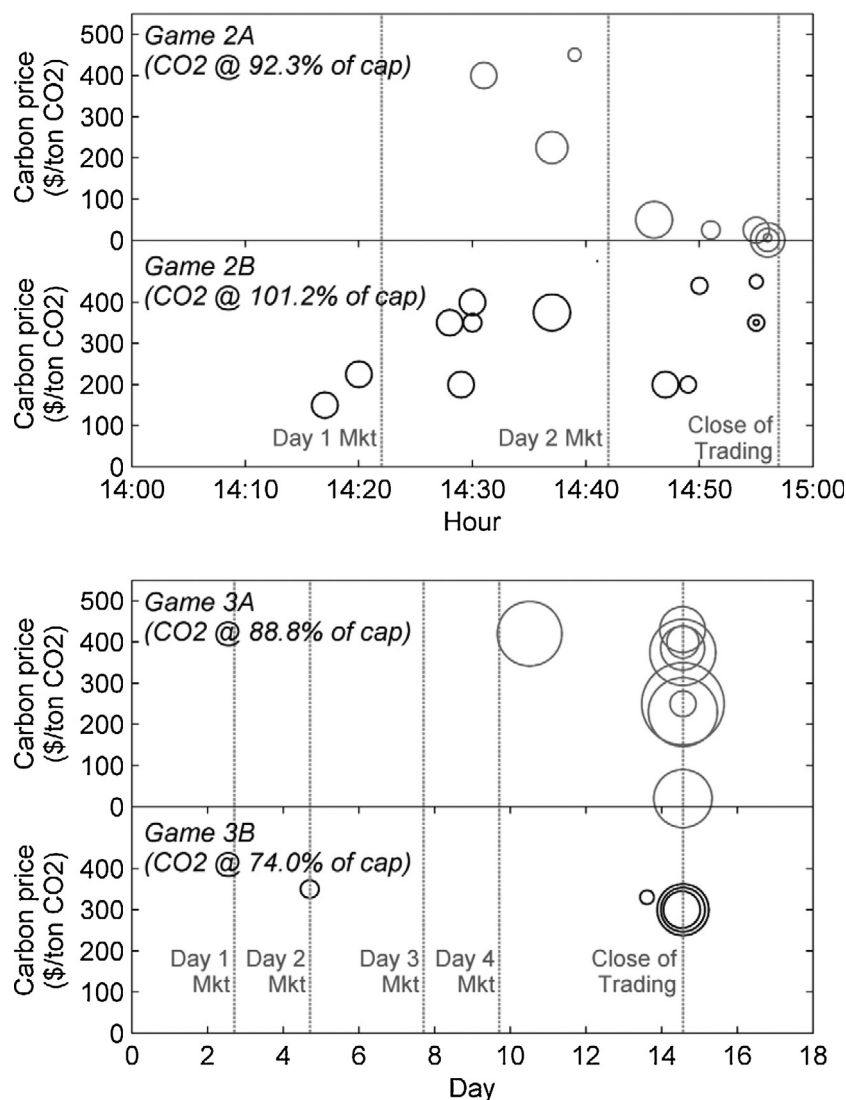 500
400
300
200
100
0
Carbon price
($/ton CO2)
Game 2A
(CO2 @ 92.3% of cap)
400
300
200
100
0
Carbon price
($/ton CO2)
Game 2B
(CO2 @ 101.2% of cap)
Day 1 Mkt
Day 2 Mkt
Close of
Trading
14:00 14:10 14:20 14:30 14:40 14:50 15:00
Hour
500
400
300
200
100
0
Carbon price
($/ton CO2)
Game 3A
(CO2 @ 88.8% of cap)
400
300
200
100
0
Carbon price
($/ton CO2)
Game 3B
(CO2 @ 74.0% of cap)
Day 1
Mkt
Day 2
Mkt
Day 3
Mkt
Day 4
Mkt
Close of
Trading
0 2 4 6 8 10 12 14 16 18
Day